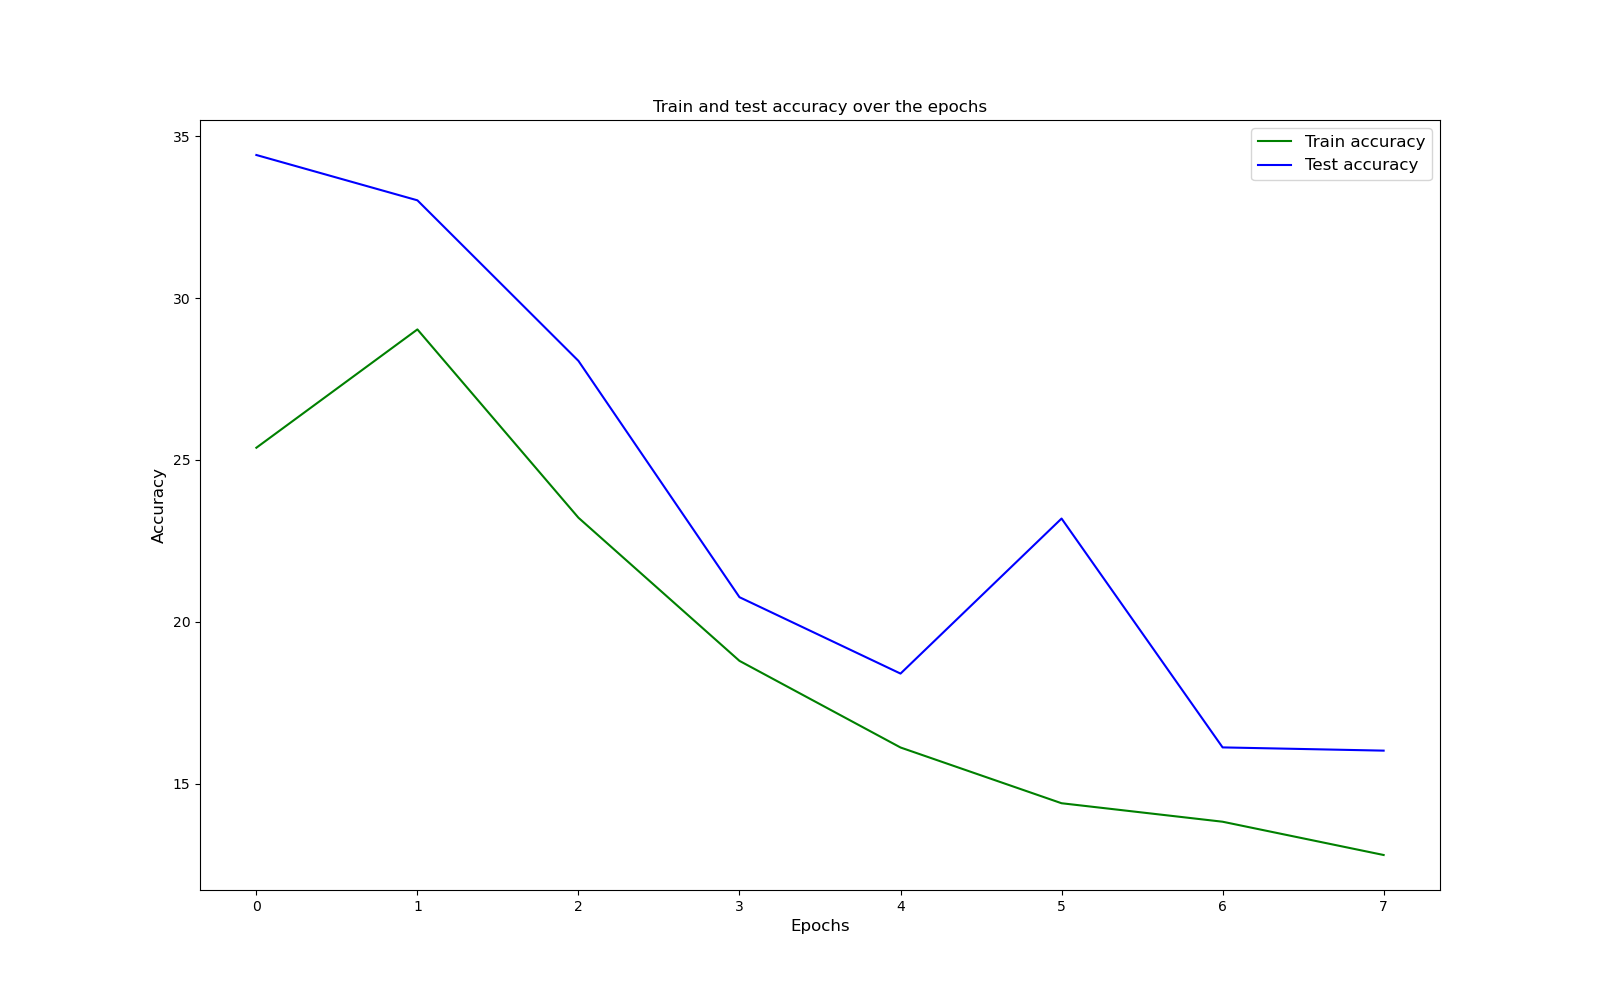 Train and test accuracy over the epochs
Train accuracy
Test accuracy
Accuracy
35
30
25
20
15
0 1 2 3 4 5 6 7
Epochs